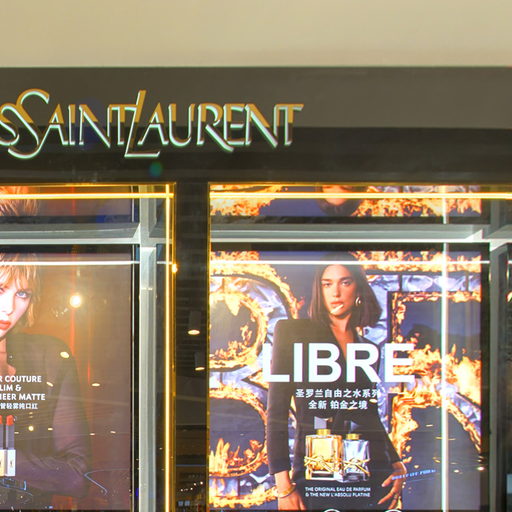 SAINT LAURENT
R COUTURE
LIM &
HEER MATTE
LIBRE
圣罗兰自由之水系列
全新 铂金之境
THE ORIGINAL EAU DE PARFUM
& THE NEW L'ABSOLU PLATINE